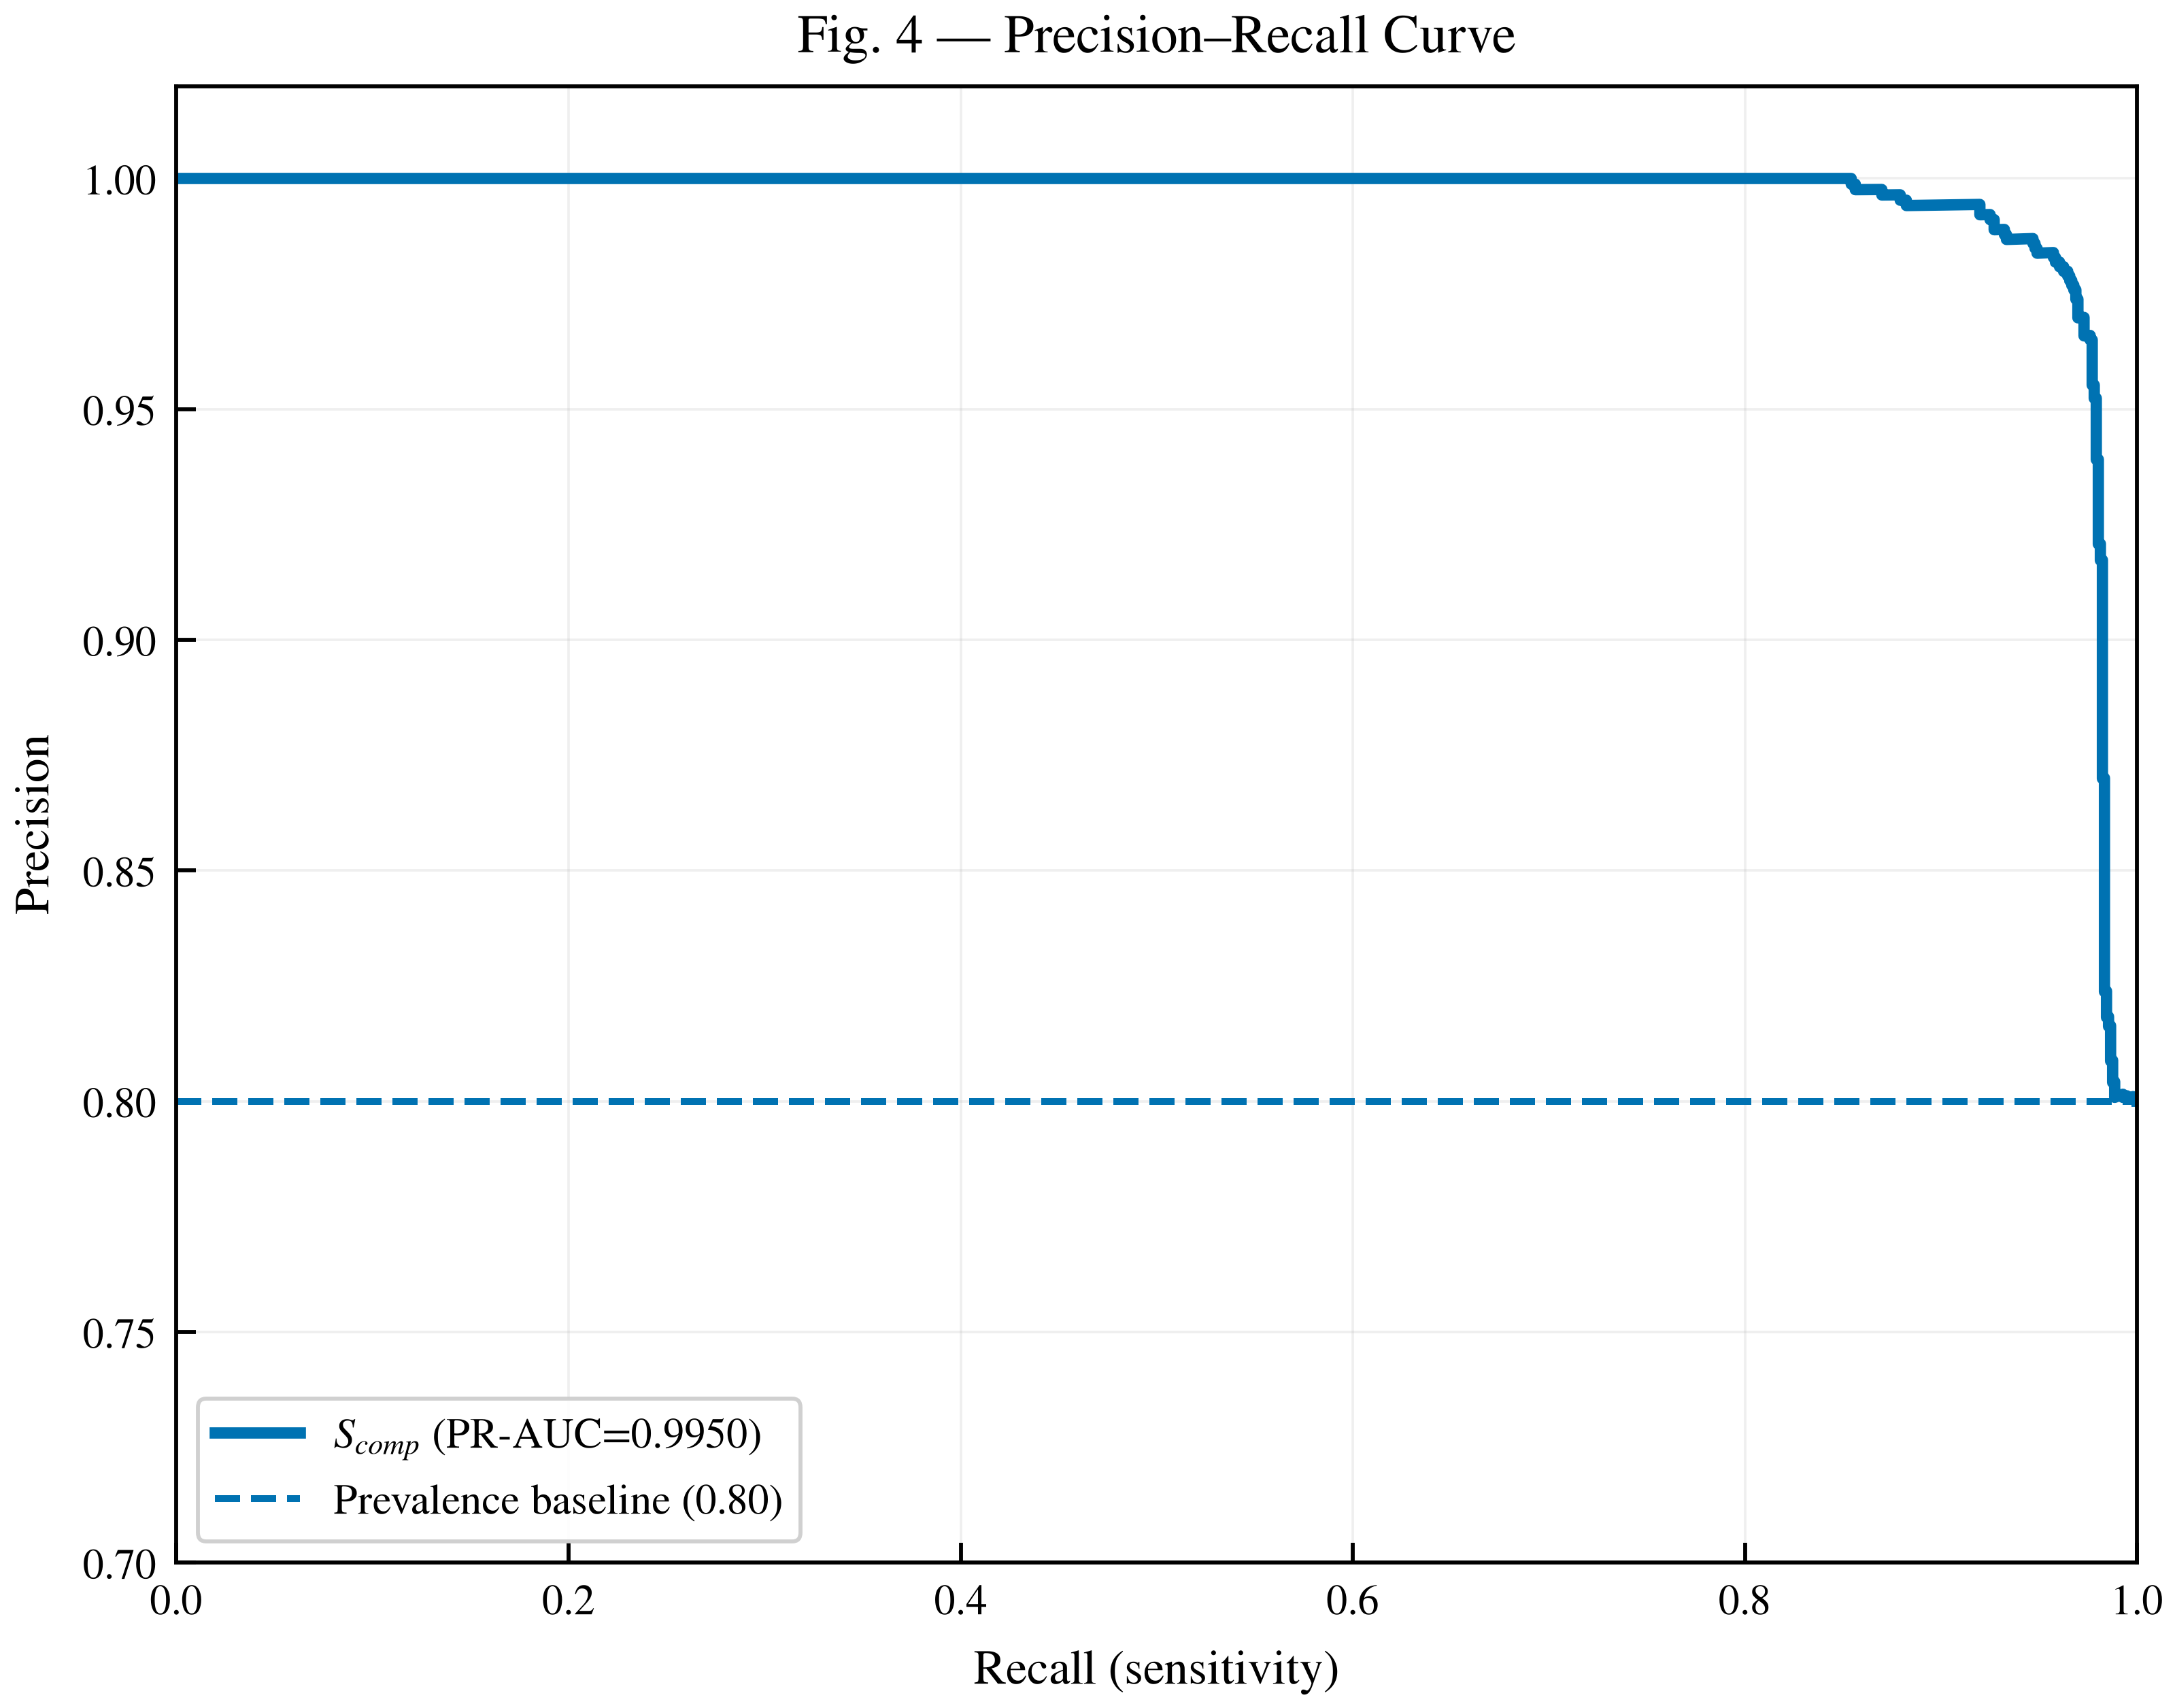 Fig. 4 — Precision–Recall Curve
Precision
1.00
0.95
0.90
0.85
0.80
0.75
0.70
S_comp (PR-AUC=0.9950)
Prevalence baseline (0.80)
0.0 0.2 0.4 0.6 0.8 1.0
Recall (sensitivity)